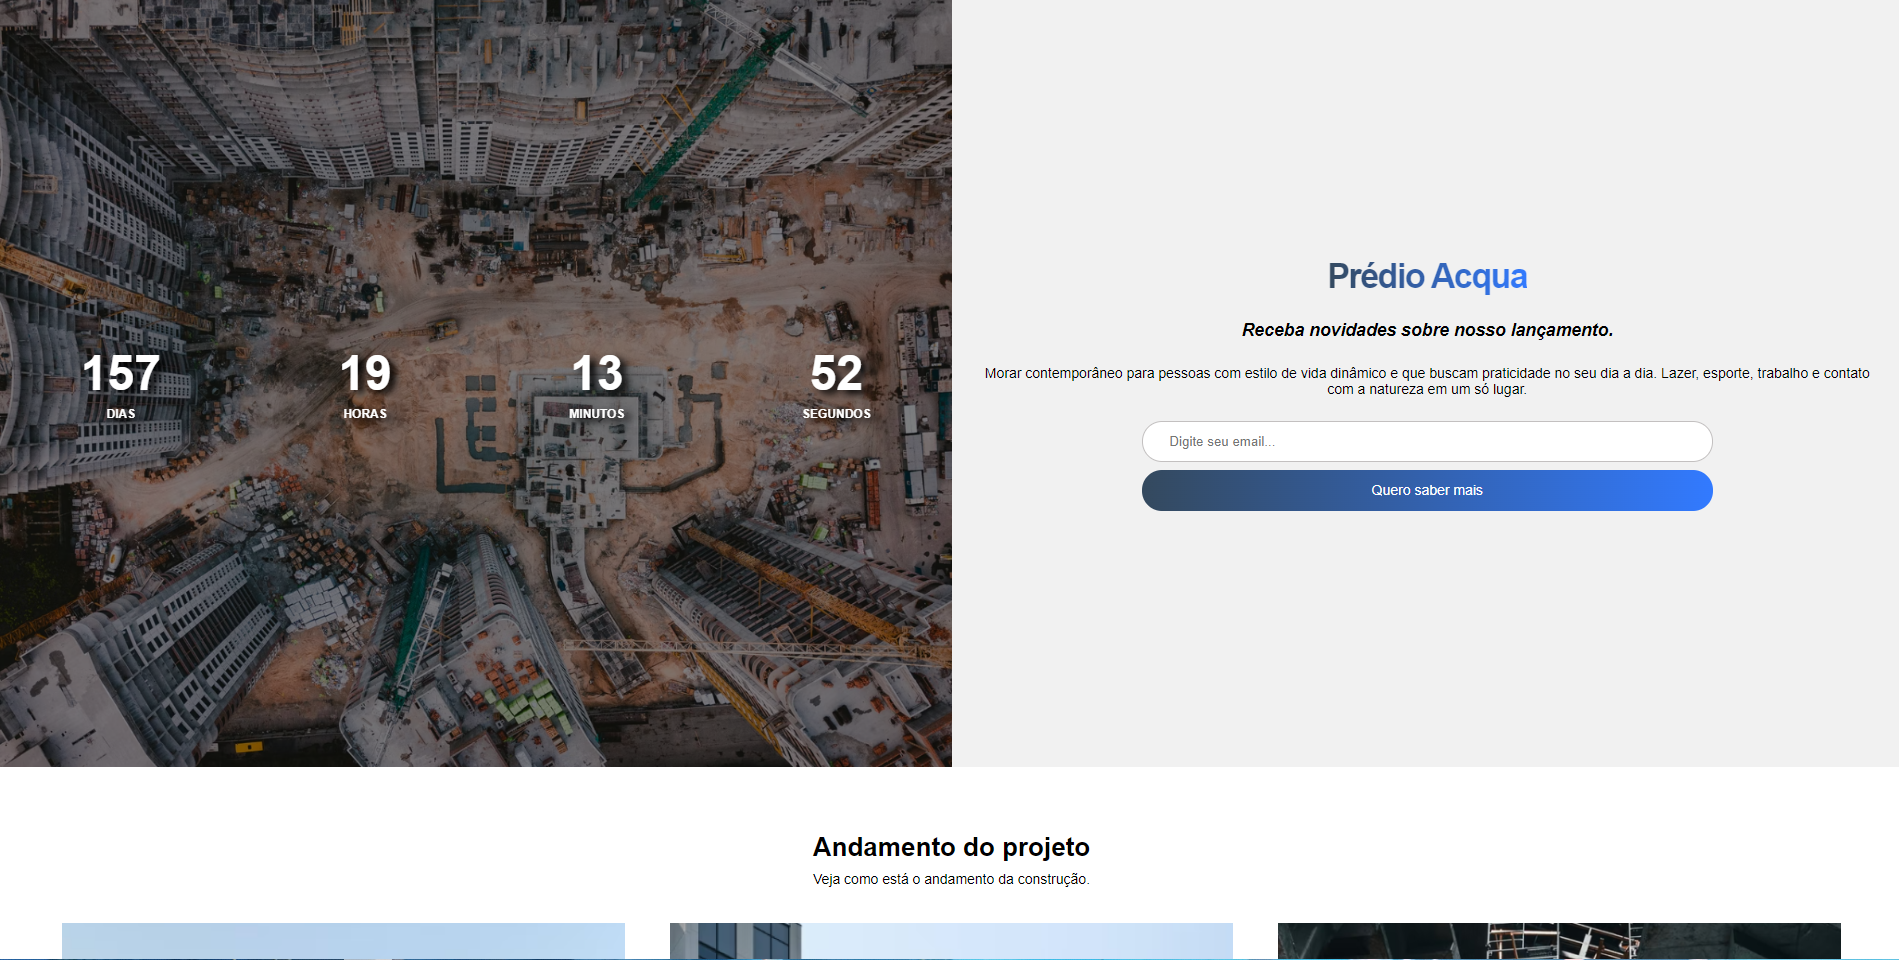 157
DIAS
19
HORAS
13
MINUTOS
52
SEGUNDOS
Prédio Acqua
Receba novidades sobre nosso lançamento.
Morar contemporâneo para pessoas com estilo de vida dinâmico e que buscam praticidade no seu dia a dia. Lazer, esporte, trabalho e contato
com a natureza em um só lugar.
Digite seu email...
Quero saber mais
Andamento do projeto
Veja como está o andamento da construção.